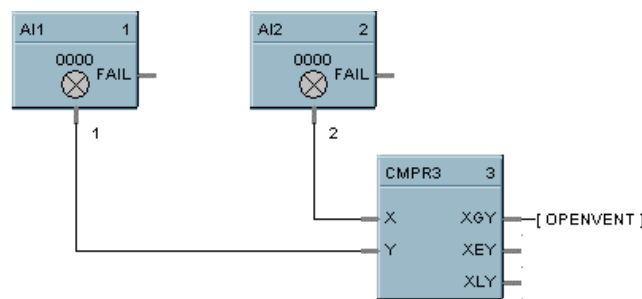 AI1 1
0000
FAIL
1
AI2 2
0000
FAIL
2
CMPR3 3
X XGY
[ OPENVENT ]
Y XEY
XLY